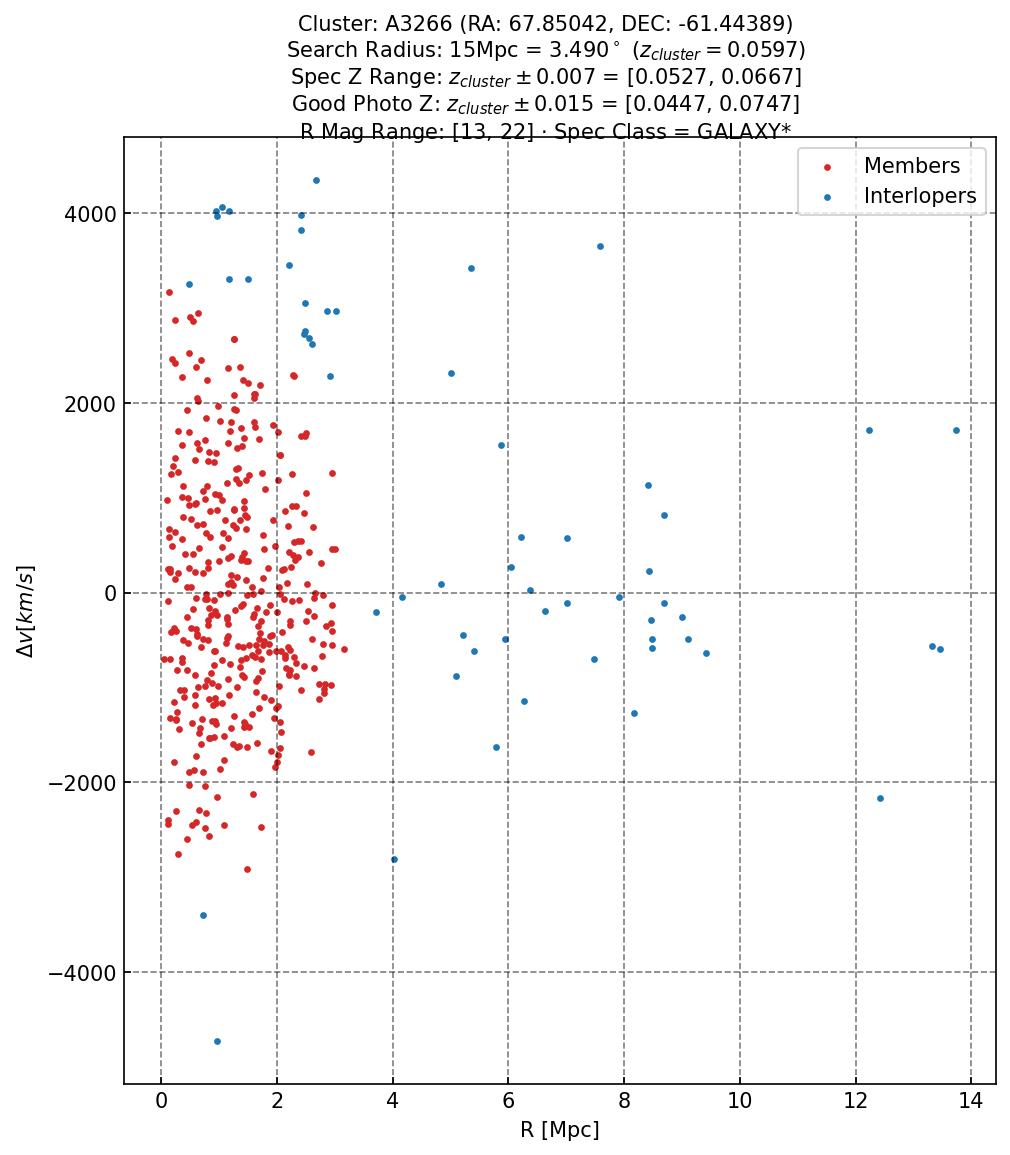 Cluster: A3266 (RA: 67.85042, DEC: -61.44389)
Search Radius: 15Mpc = 3.490° (z_cluster = 0.0597)
Spec Z Range: z_cluster ± 0.007 = [0.0527, 0.0667]
Good Photo Z: z_cluster ± 0.015 = [0.0447, 0.0747]
R Mag Range: [13, 22] · Spec Class = GALAXY*
Members
Interlopers
4000
2000
0
−2000
−4000
Δv[km/s]
0 2 4 6 8 10 12 14
R [Mpc]